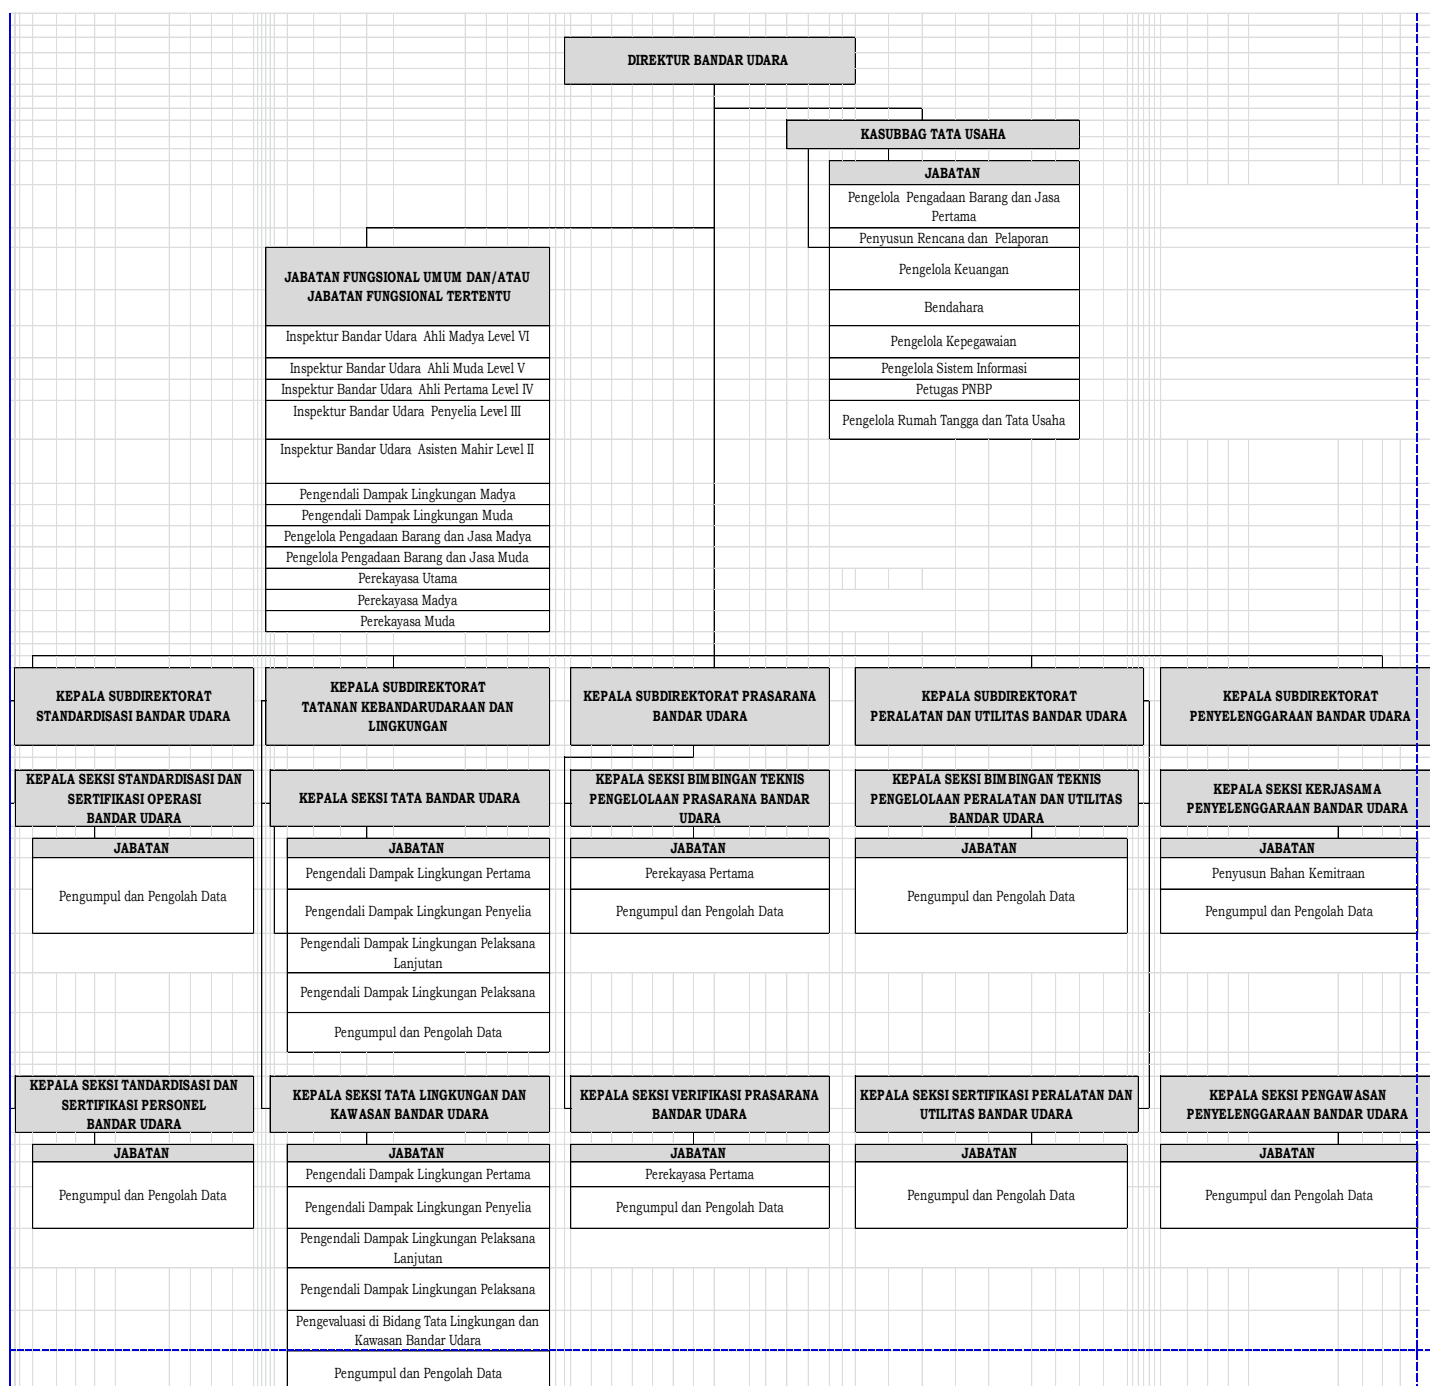 DIREKTUR BANDAR UDARA
KASUBBAG TATA USAHA
JABATAN
Pengelola Pengadaan Barang dan Jasa
Pertama
Penyusun Rencana dan Pelaporan
Pengelola Keuangan
Bendahara
Pengelola Kepegawaian
Pengelola Sistem Informasi
Petugas PNBP
Pengelola Rumah Tangga dan Tata Usaha
JABATAN FUNGSIONAL UMUM DAN/ATAU
JABATAN FUNGSIONAL TERTENTU
Inspektur Bandar Udara Ahli Madya Level VI
Inspektur Bandar Udara Ahli Muda Level V
Inspektur Bandar Udara Ahli Pertama Level IV
Inspektur Bandar Udara Penyelia Level III
Inspektur Bandar Udara Asisten Mahir Level II
Pengendali Dampak Lingkungan Madya
Pengendali Dampak Lingkungan Muda
Pengelola Pengadaan Barang dan Jasa Madya
Pengelola Pengadaan Barang dan Jasa Muda
Perekayasa Utama
Perekayasa Madya
Perekayasa Muda
KEPALA SUBDIREKTORAT
STANDARDISASI BANDAR UDARA
KEPALA SEKSI STANDARDISASI DAN
SERTIFIKASI OPERASI
BANDAR UDARA
JABATAN
Pengumpul dan Pengolah Data
KEPALA SEKSI TANDARDISASI DAN
SERTIFIKASI PERSONEL
BANDAR UDARA
JABATAN
Pengumpul dan Pengolah Data
KEPALA SUBDIREKTORAT
TATANAN KEBANDARUDARAAN DAN
LINGKUNGAN
KEPALA SEKSI TATA BANDAR UDARA
JABATAN
Pengendali Dampak Lingkungan Pertama
Pengendali Dampak Lingkungan Penyelia
Pengendali Dampak Lingkungan Pelaksana
Lanjutan
Pengendali Dampak Lingkungan Pelaksana
Pengumpul dan Pengolah Data
KEPALA SEKSI TATA LINGKUNGAN DAN
KAWASAN BANDAR UDARA
JABATAN
Pengendali Dampak Lingkungan Pertama
Pengendali Dampak Lingkungan Penyelia
Pengendali Dampak Lingkungan Pelaksana
Lanjutan
Pengendali Dampak Lingkungan Pelaksana
Pengevaluasi di Bidang Tata Lingkungan dan
Kawasan Bandar Udara
Pengumpul dan Pengolah Data
KEPALA SUBDIREKTORAT PRASARANA
BANDAR UDARA
KEPALA SEKSI BIMBINGAN TEKNIS
PENGELOLAAN PRASARANA BANDAR
UDARA
JABATAN
Perekayasa Pertama
Pengumpul dan Pengolah Data
KEPALA SEKSI VERIFIKASI PRASARANA
BANDAR UDARA
JABATAN
Perekayasa Pertama
Pengumpul dan Pengolah Data
KEPALA SUBDIREKTORAT
PERALATAN DAN UTILITAS BANDAR UDARA
KEPALA SEKSI BIMBINGAN TEKNIS
PENGELOLAAN PERALATAN DAN UTILITAS
BANDAR UDARA
JABATAN
Pengumpul dan Pengolah Data
KEPALA SEKSI SERTIFIKASI PERALATAN DAN
UTILITAS BANDAR UDARA
JABATAN
Pengumpul dan Pengolah Data
KEPALA SUBDIREKTORAT
PENYELENGGARAAN BANDAR UDARA
KEPALA SEKSI KERJASAMA
PENYELENGGARAAN BANDAR UDARA
JABATAN
Penyusun Bahan Kemitraan
Pengumpul dan Pengolah Data
KEPALA SEKSI PENGAWASAN
PENYELENGGARAAN BANDAR UDARA
JABATAN
Pengumpul dan Pengolah Data